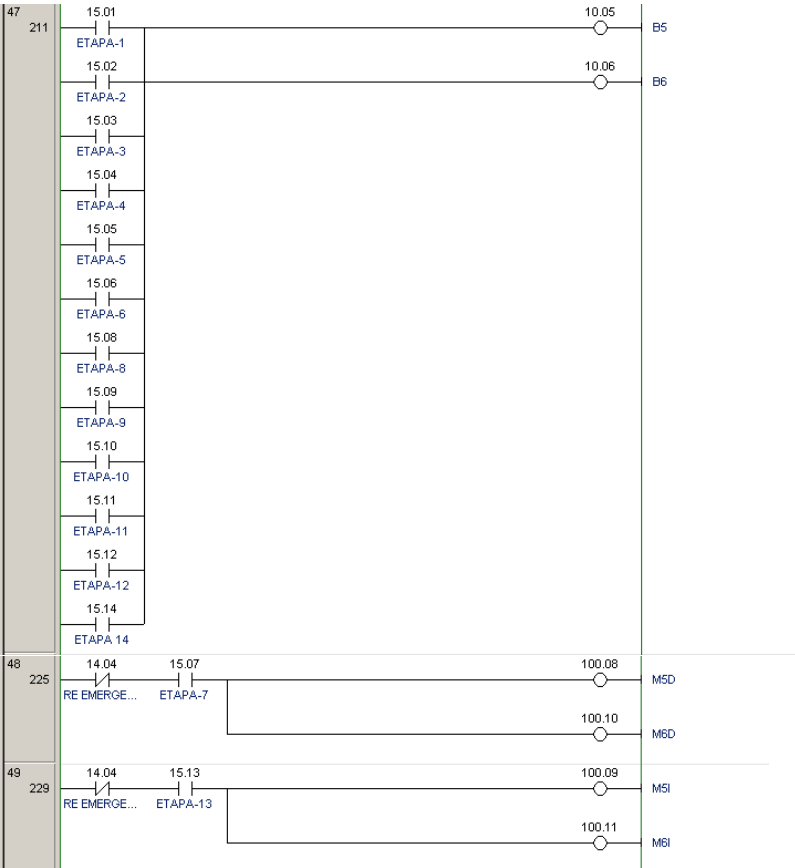 47
15.01 10.05
211 B5
ETAPA-1
15.02 10.06
B6
ETAPA-2
15.03
ETAPA-3
15.04
ETAPA-4
15.05
ETAPA-5
15.06
ETAPA-6
15.08
ETAPA-8
15.09
ETAPA-9
15.10
ETAPA-10
15.11
ETAPA-11
15.12
ETAPA-12
15.14
ETAPA 14
48 14.04 15.07 100.08
225 M5D
RE EMERGE... ETAPA-7
100.10
M6D
49 14.04 15.13 100.09
229 M5I
RE EMERGE... ETAPA-13
100.11
M6I